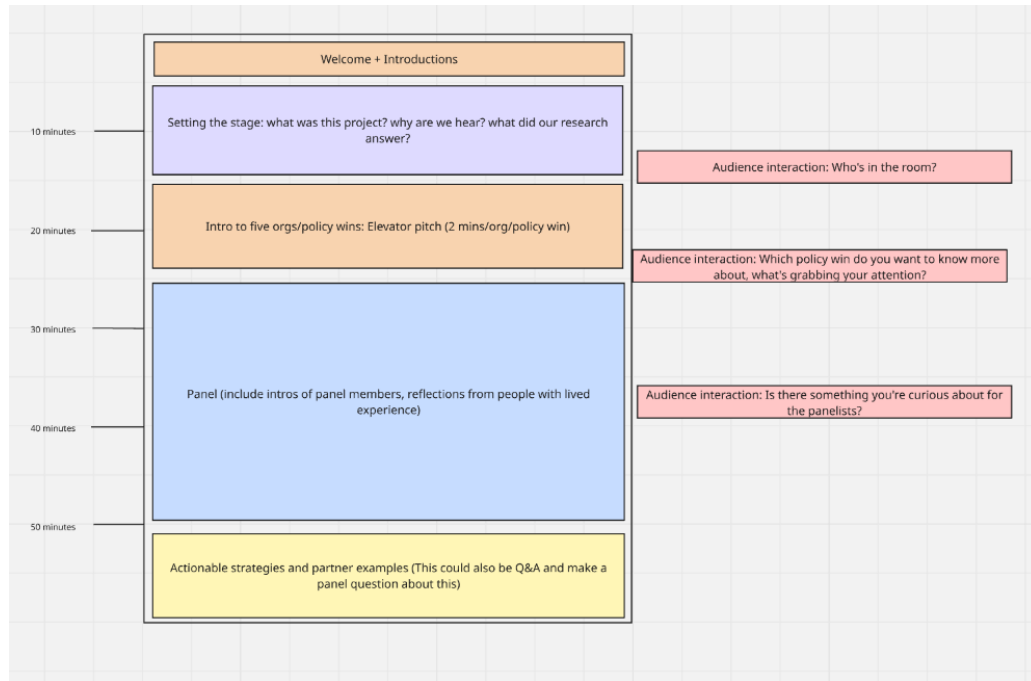 Welcome + Introductions
Setting the stage: what was this project? why are we hear? what did our research
answer?
10 minutes
Audience interaction: Who's in the room?
Intro to five orgs/policy wins: Elevator pitch (2 mins/org/policy win)
20 minutes
Audience interaction: Which policy win do you want to know more
about, what's grabbing your attention?
30 minutes
Panel (include intros of panel members, reflections from people with lived
experience)
Audience interaction: Is there something you're curious about for
the panelists?
40 minutes
50 minutes
Actionable strategies and partner examples (This could also be Q&A and make a
panel question about this)